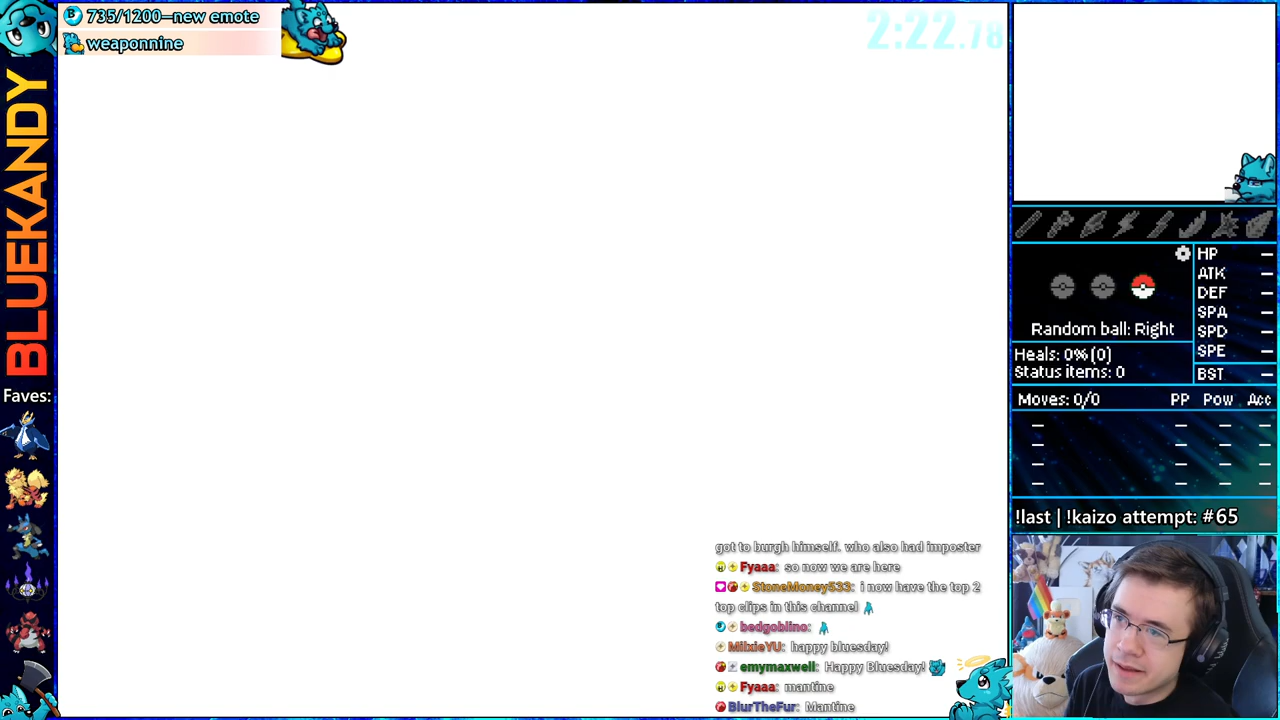 735/1200—new emote
weaponnine
2:22.78
BLUEKANDY
Faves:
HP —
ATK —
DEF —
SPA —
SPD —
SPE —
BST —
Random ball: Right
Heals: 0% (0)
Status items: 0
Moves: 0/0 PP Pow Acc
— — — —
— — — —
— — — —
— — — —
!last | !kaizo attempt: #65
got to burgh himself. who also had imposter
Fyaaa: so now we are here
StoneMoney533: i now have the top 2
top clips in this channel
bedgoblino:
MilxieYU: happy bluesday!
emymaxwell: Happy Bluesday!
Fyaaa: mantine
BlurTheFur: Mantine